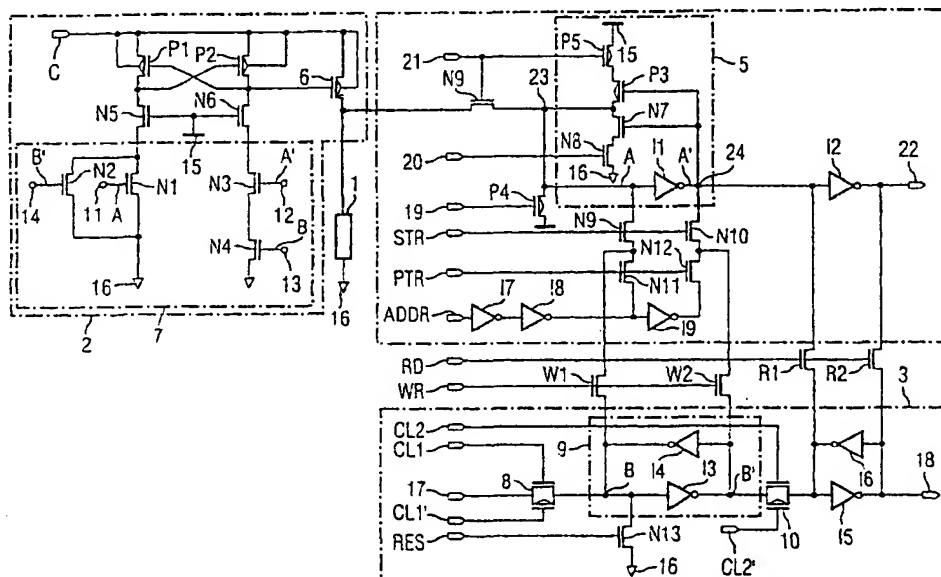 C
P1
P2
6
N5
N6
15
B'
N2
14
11
A
N1
N3
A'
12
N4
B
13
16
7
2
1
16
21
N9
23
P5
15
5
P3
N7
N8
20
16
A
I1
A'
24
I2
22
19
P4
STR
N9
N10
PTR
N12
N11
ADDR
I7
I8
I9
RD
R1
R2
3
WR
W1
W2
CL2
CL1
9
I4
I6
17
8
B
I3
B'
18
CL1'
10
I5
RES
N13
16
CL2'